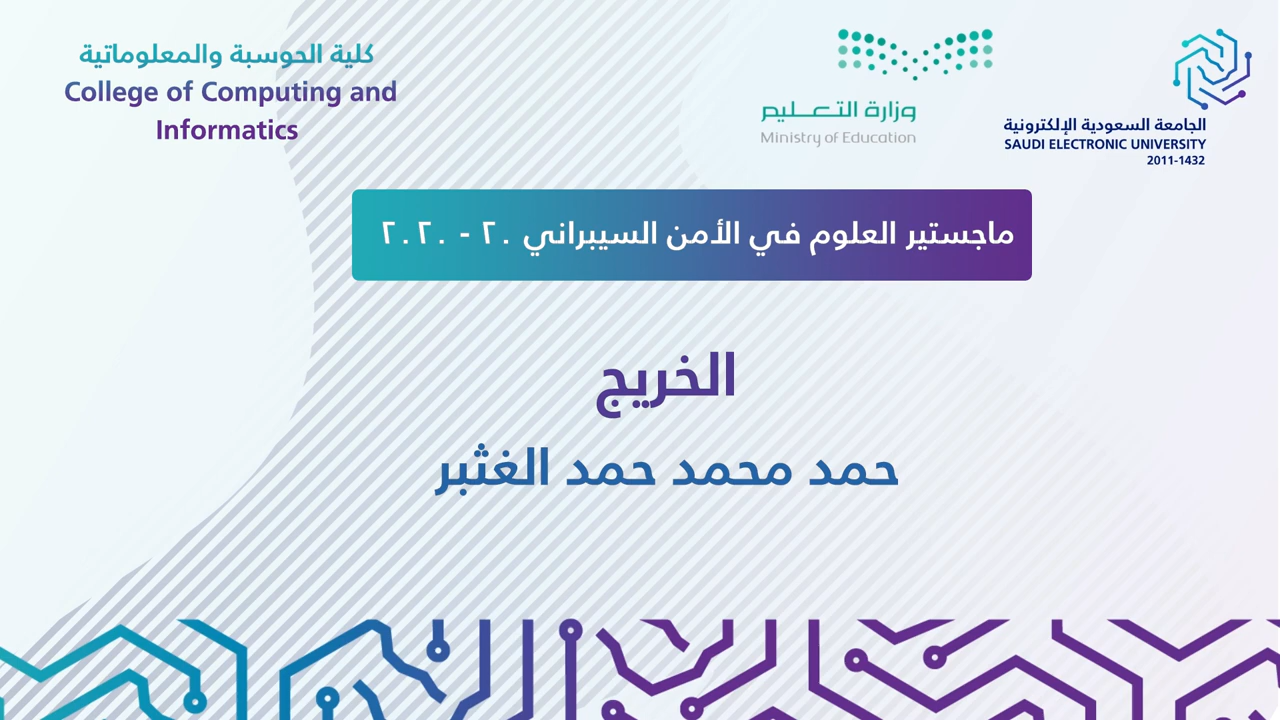 كلية الحوسبة والمعلوماتية
College of Computing and
Informatics
وزارة التعليم
Ministry of Education
الجامعة السعودية الإلكترونية
SAUDI ELECTRONIC UNIVERSITY
2011-1432
ماجستير العلوم في الأمن السيبراني ٢٠ - ٢٠٢٠
الخريج
حمد محمد حمد الغثبر